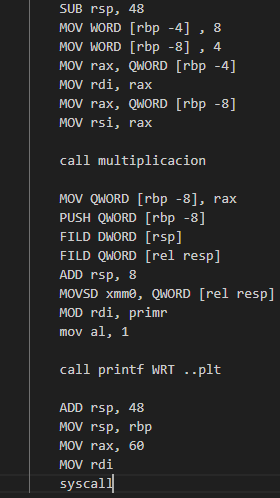 SUB rsp, 48
MOV WORD [rbp -4] , 8
MOV WORD [rbp -8] , 4
MOV rax, QWORD [rbp -4]
MOV rdi, rax
MOV rax, QWORD [rbp -8]
MOV rsi, rax
call multiplicacion
MOV QWORD [rbp -8], rax
PUSH QWORD [rbp -8]
FILD DWORD [rsp]
FILD QWORD [rel resp]
ADD rsp, 8
MOVSD xmm0, QWORD [rel resp]
MOD rdi, primr
mov al, 1
call printf WRT ..plt
ADD rsp, 48
MOV rsp, rbp
MOV rax, 60
MOV rdi
syscall